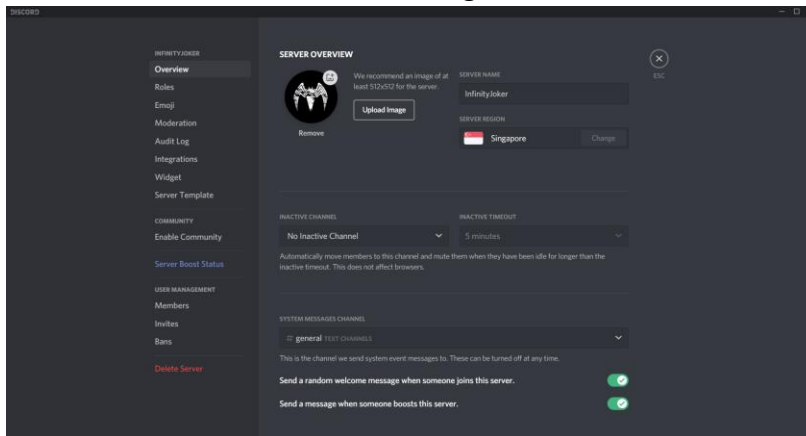 DISCORD
INFINITYJOKER
Overview
Roles
Emoji
Moderation
Audit Log
Integrations
Widget
Server Template
COMMUNITY
Enable Community
Server Boost Status
USER MANAGEMENT
Members
Invites
Bans
Delete Server
SERVER OVERVIEW
Remove
We recommend an image of at
least 512x512 for the server.
Upload Image
SERVER NAME
InfinityJoker
SERVER REGION
Singapore
Change
ESC
INACTIVE CHANNEL
No Inactive Channel
INACTIVE TIMEOUT
5 minutes
Automatically move members to this channel and mute them when they have been idle for longer than the
inactive timeout. This does not affect browsers.
SYSTEM MESSAGES CHANNEL
general TEXT CHANNELS
This is the channel we send system event messages to. These can be turned off at any time.
Send a random welcome message when someone joins this server.
Send a message when someone boosts this server.